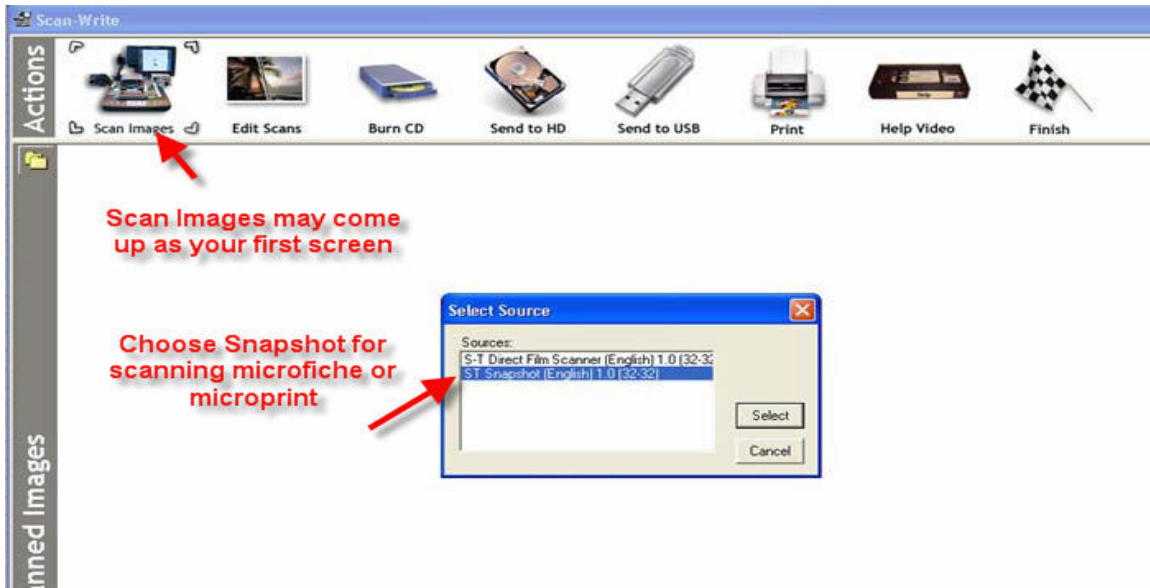 Scan-Write
Actions
Scan Images
Edit Scans
Burn CD
Send to HD
Send to USB
Print
Help Video
Help
Finish
Scan Images may come
up as your first screen
Select Source
Sources:
S-T Direct Film Scanner (English) 1.0 (32-32
ST Snapshot (English) 1.0 (32-32)
Select
Cancel
Choose Snapshot for
scanning microfiche or
microprint
nned Images